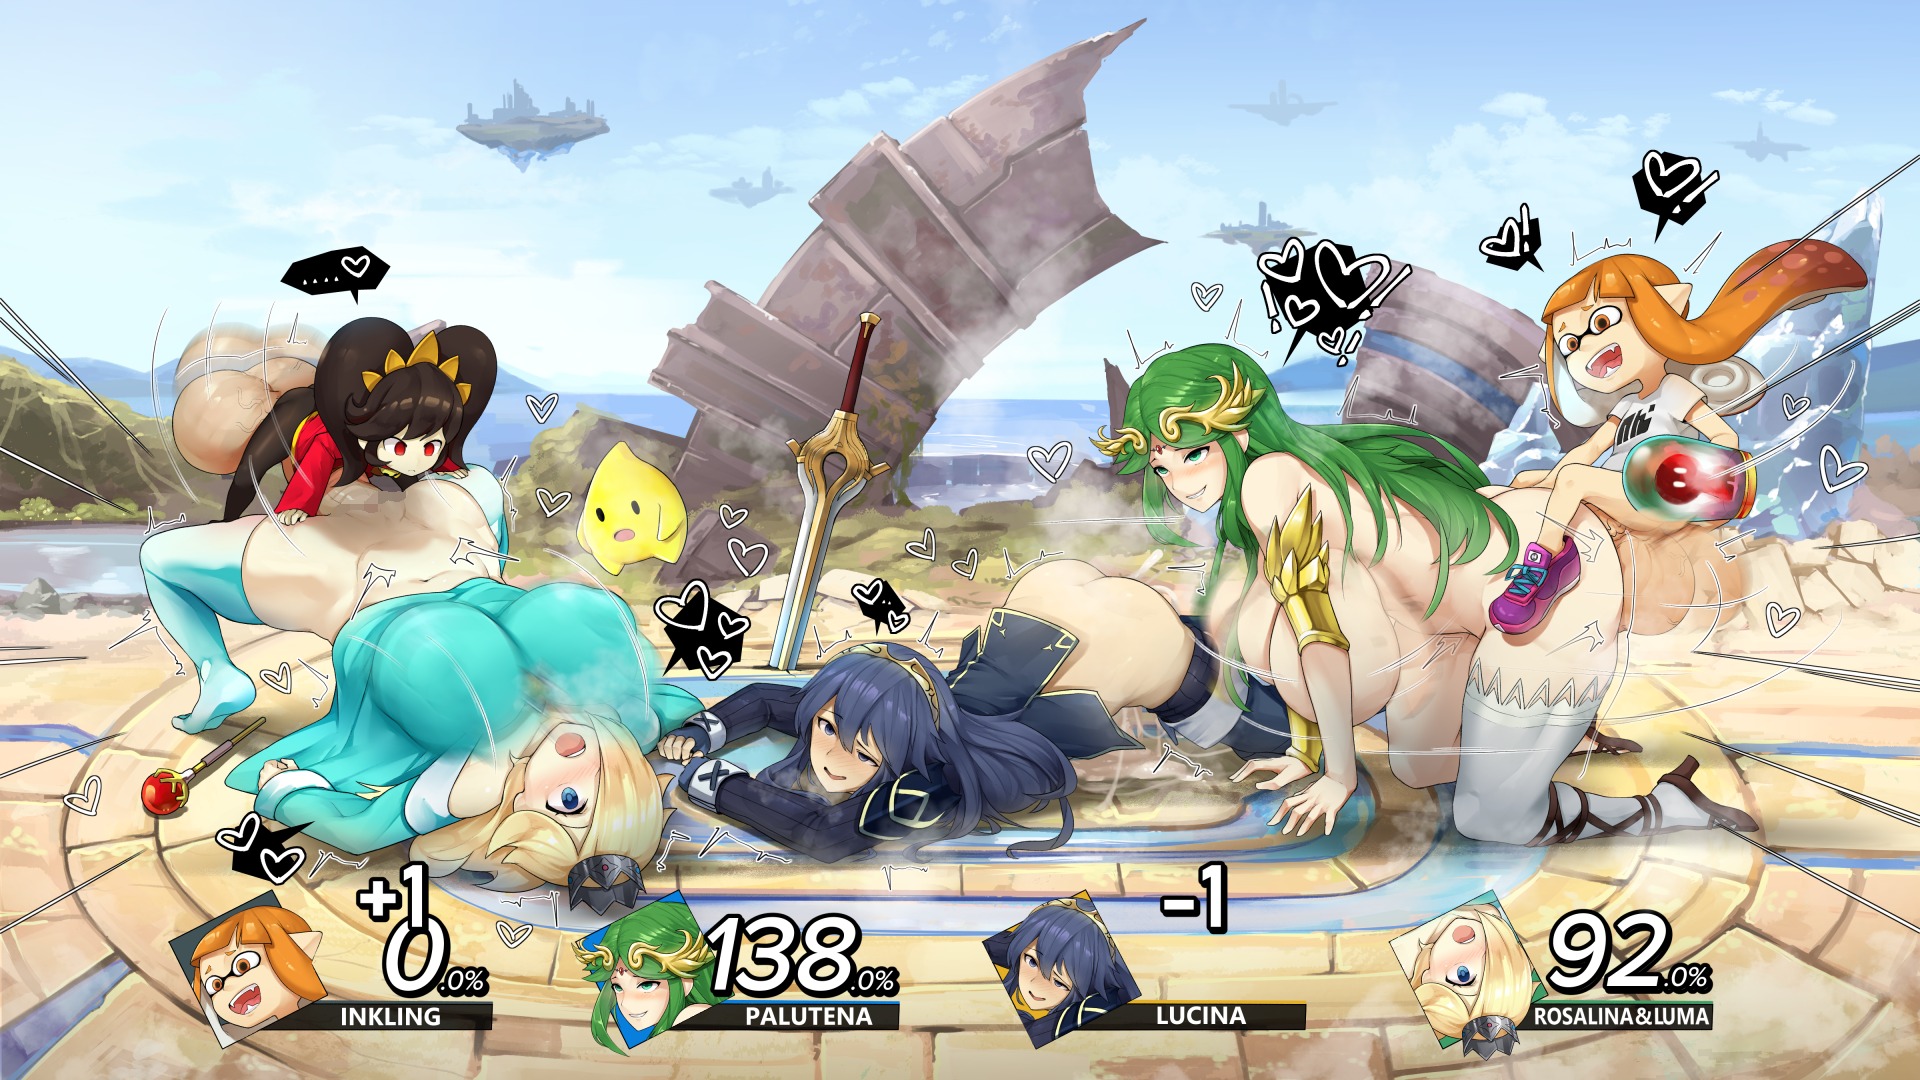 +1
-1
0.0%
138.0%
92.0%
INKLING
PALUTENA
LUCINA
ROSALINA&LUMA